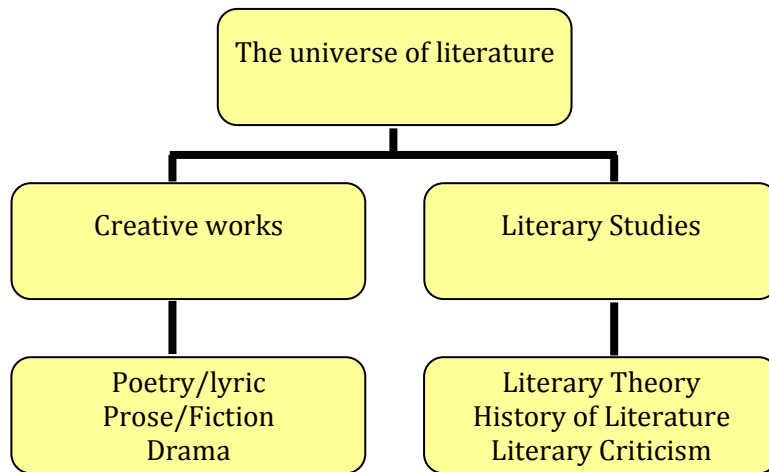 The universe of literature
Creative works
Literary Studies
Poetry/lyric
Prose/Fiction
Drama
Literary Theory
History of Literature
Literary Criticism